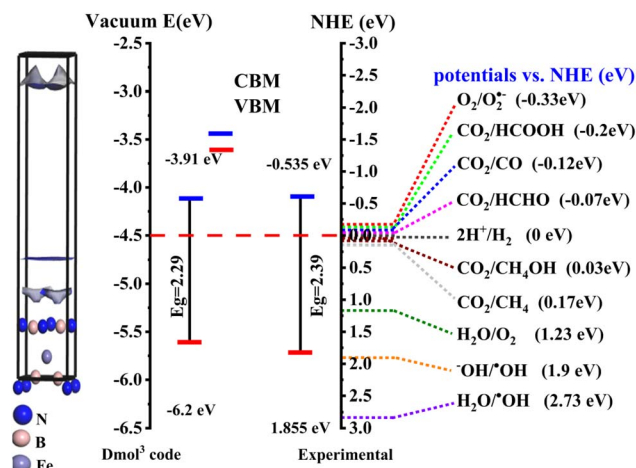 Vacuum E(eV)
NHE (eV)
-2.5
-3.0
-3.5
-4.0
-4.5
-5.0
-5.5
-6.0
-6.5
-3.0
-2.5
-2.0
-1.5
-1.0
-0.5
0.0
0.5
1.0
1.5
2.0
2.5
3.0
CBM
VBM
-3.91 eV
-0.535 eV
Eg=2.29
Eg=2.39
-6.2 eV
1.855 eV
Dmol³ code
Experimental
potentials vs. NHE (eV)
O₂/O₂•⁻ (-0.33eV)
CO₂/HCOOH (-0.2eV)
CO₂/CO (-0.12eV)
CO₂/HCHO (-0.07eV)
2H⁺/H₂ (0 eV)
CO₂/CH₄OH (0.03eV)
CO₂/CH₄ (0.17eV)
H₂O/O₂ (1.23 eV)
⁻OH/•OH (1.9 eV)
H₂O/•OH (2.73 eV)
N
B
Fe